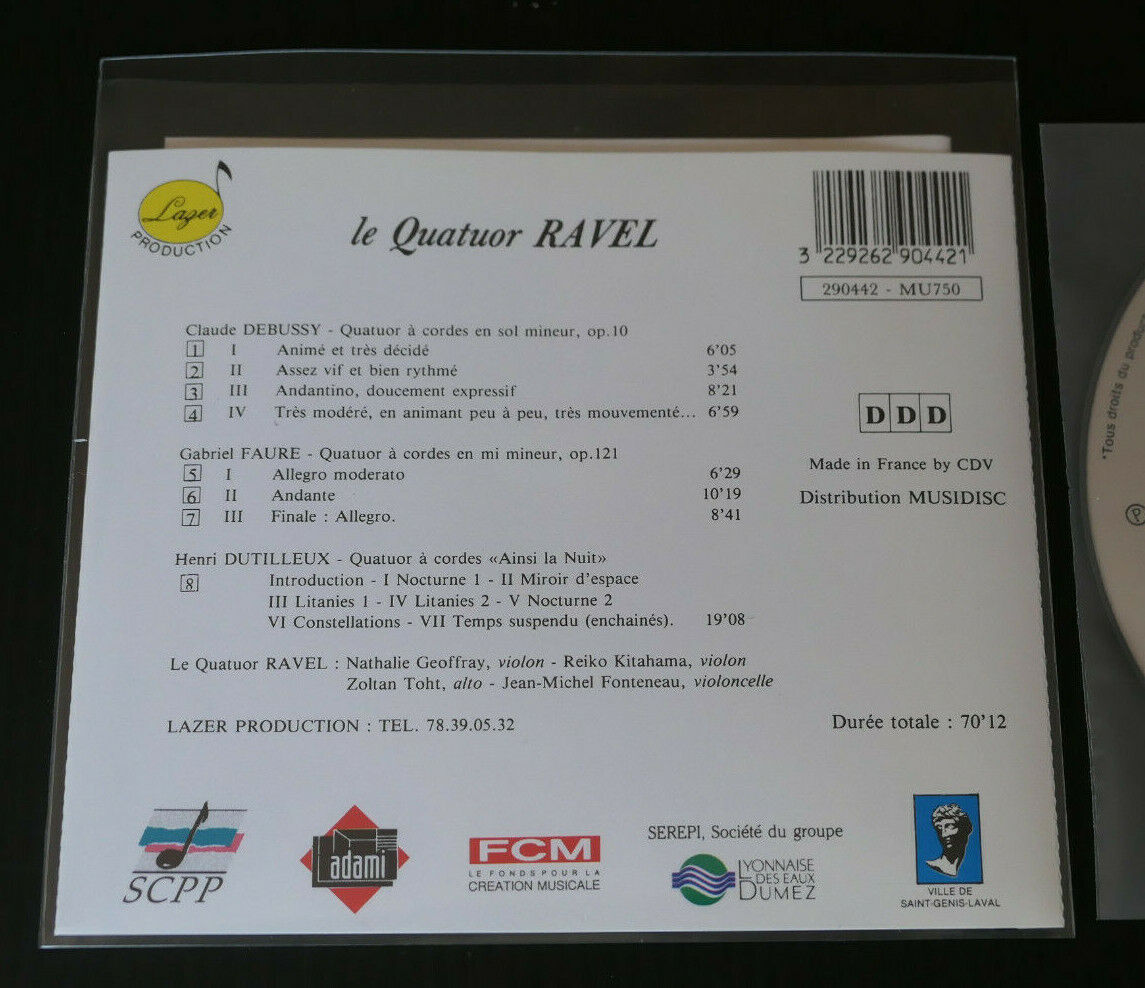 Lazer
PRODUCTION
le Quatuor RAVEL
3 229262 904421
290442 - MU750
Claude DEBUSSY - Quatuor à cordes en sol mineur, op.10
1 I Animé et très décidé 6'05
2 II Assez vif et bien rythmé 3'54
3 III Andantino, doucement expressif 8'21
4 IV Très modéré, en animant peu à peu, très mouvementé... 6'59
DDD
Gabriel FAURE - Quatuor à cordes en mi mineur, op.121
5 I Allegro moderato 6'29
6 II Andante 10'19
7 III Finale : Allegro. 8'41
Made in France by CDV
Distribution MUSIDISC
Henri DUTILLEUX - Quatuor à cordes «Ainsi la Nuit»
8 Introduction - I Nocturne 1 - II Miroir d'espace
III Litanies 1 - IV Litanies 2 - V Nocturne 2
VI Constellations - VII Temps suspendu (enchainés). 19'08
Le Quatuor RAVEL : Nathalie Geoffray, violon - Reiko Kitahama, violon
Zoltan Toht, alto - Jean-Michel Fonteneau, violoncelle
LAZER PRODUCTION : TEL. 78.39.05.32
Durée totale : 70'12
SCPP
adami
FCM
LE FONDS POUR LA
CREATION MUSICALE
SEREPI, Société du groupe
LYONNAISE
DES EAUX
DUMEZ
VILLE DE
SAINT-GENIS-LAVAL
*Tous droits du prod
℗